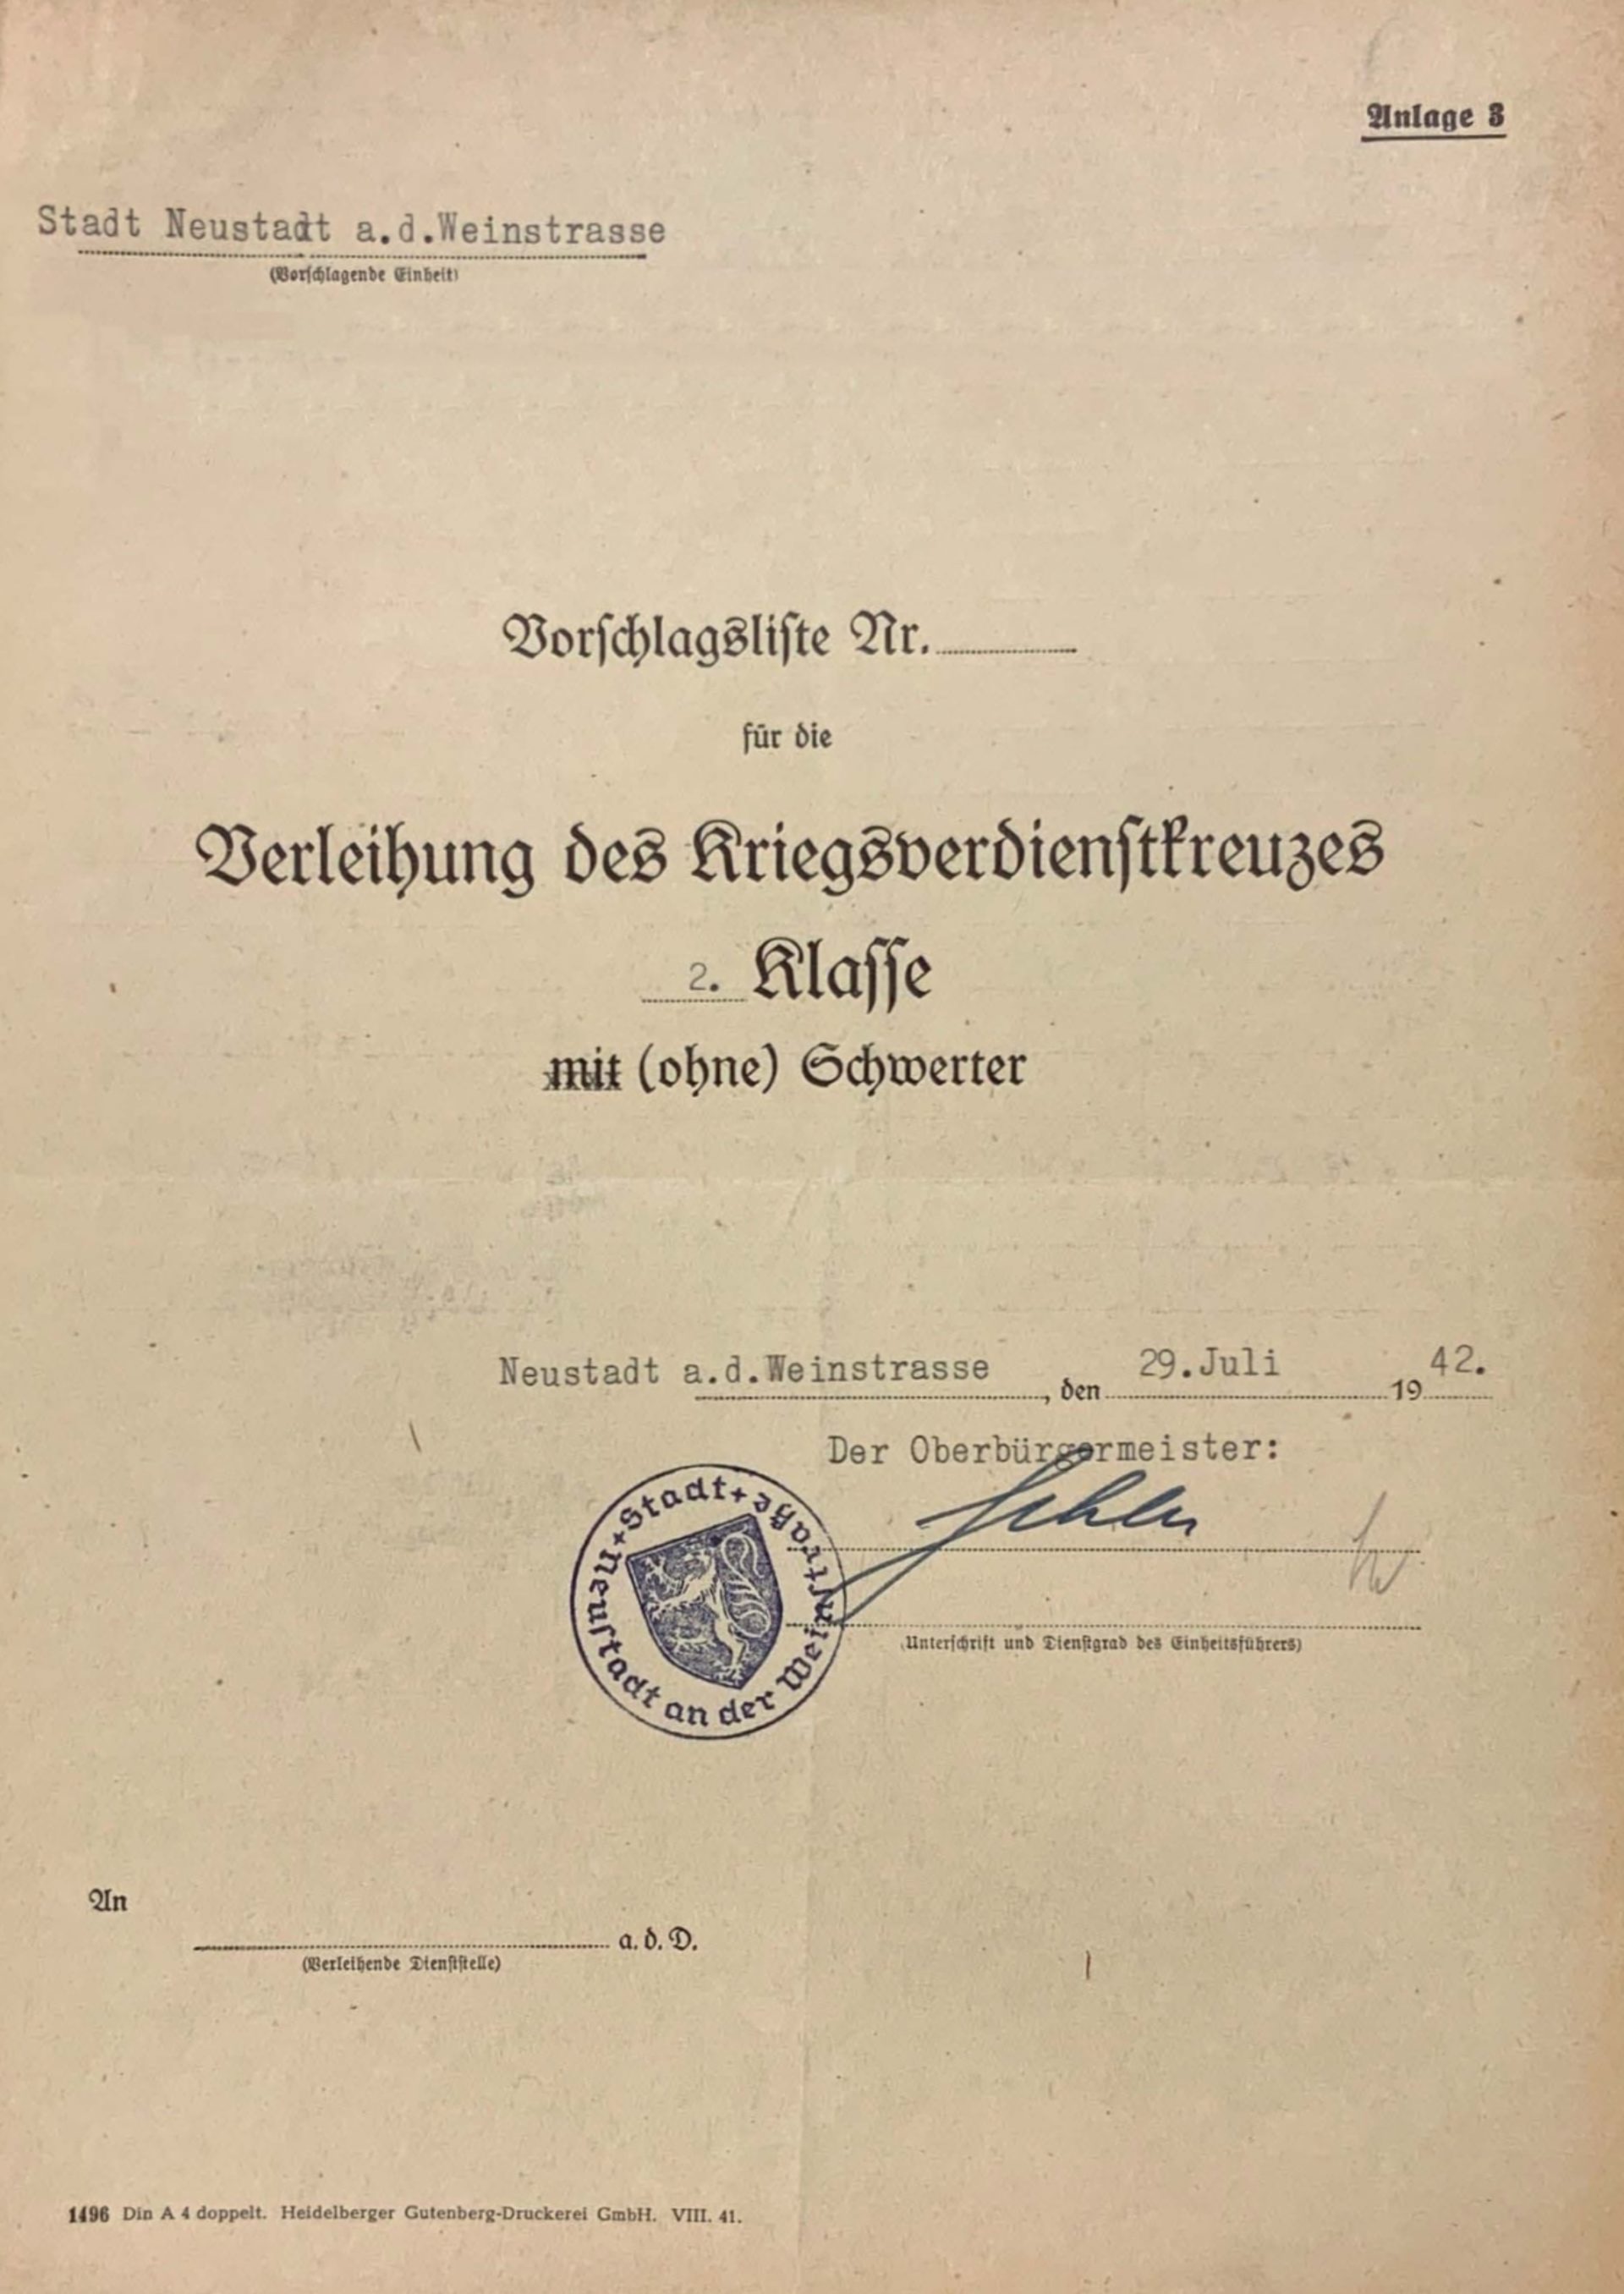 Anlage 3
Stadt Neustadt a.d.Weinstrasse
(Vorschlagende Einheit)
Vorschlagsliste Nr.
für die
Verleihung des Kriegsverdienstkreuzes
2. Klasse
mit (ohne) Schwerter
Neustadt a.d.Weinstrasse, den 29.Juli 1942.
Der Oberbürgermeister:
Stadt + Neustadt an der Weinstraße +
(Unterschrift und Dienstgrad des Einheitsführers)
An
a. d. D.
(Verleihende Dienststelle)
1496 Din A 4 doppelt. Heidelberger Gutenberg-Druckerei GmbH. VIII. 41.